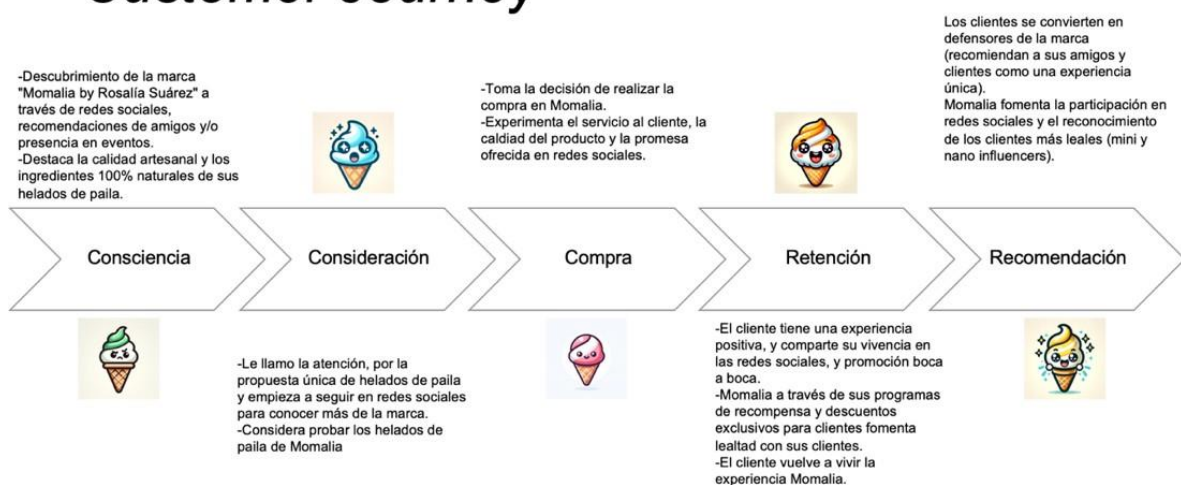 Customer Journey
-Descubrimiento de la marca
"Momalia by Rosalía Suárez" a
través de redes sociales,
recomendaciones de amigos y/o
presencia en eventos.
-Destaca la calidad artesanal y los
ingredientes 100% naturales de sus
helados de paila.
-Toma la decisión de realizar la
compra en Momalia.
-Experimenta el servicio al cliente, la
caldiad del producto y la promesa
ofrecida en redes sociales.
Los clientes se convierten en
defensores de la marca
(recomiendan a sus amigos y
clientes como una experiencia
única).
Momalia fomenta la participación en
redes sociales y el reconocimiento
de los clientes más leales (mini y
nano influencers).
Consciencia
Consideración
Compra
Retención
Recomendación
-Le llamo la atención, por la
propuesta única de helados de paila
y empieza a seguir en redes sociales
para conocer más de la marca.
-Considera probar los helados de
paila de Momalia
-El cliente tiene una experiencia
positiva, y comparte su vivencia en
las redes sociales, y promoción boca
a boca.
-Momalia a través de sus programas
de recompensa y descuentos
exclusivos para clientes fomenta
lealtad con sus clientes.
-El cliente vuelve a vivir la
experiencia Momalia.